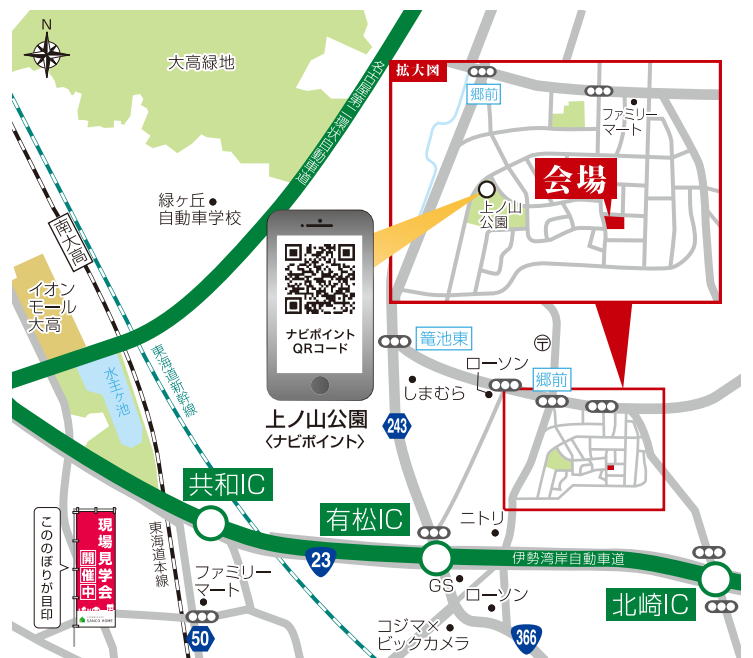 N
大高緑地
名古屋第二環状自動車道
拡大図
郷前
ファミリー
マート
会場
上ノ山
公園
緑ヶ丘
自動車学校
南大高
イオン
モール
大高
水主ヶ池
東海道新幹線
ナビポイント
QRコード
上ノ山公園
〈ナビポイント〉
篭池東
ローソン
しまむら
郷前
243
共和IC
有松IC
ニトリ
23
伊勢湾岸自動車道
北崎IC
GS
ローソン
コジマ×
ビックカメラ
366
東海道本線
ファミリー
マート
50
このぼりが目印
現場見学会
開催中
SANCO HOME